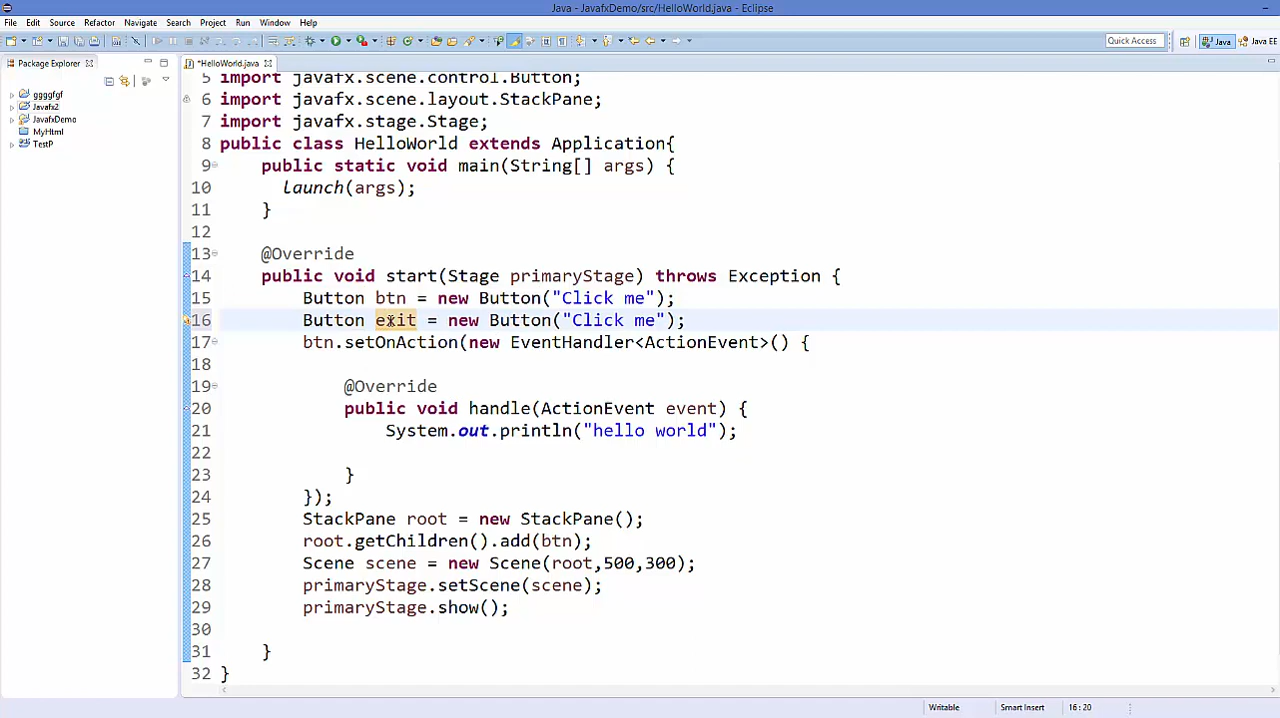 Java - JavafxDemo/src/HelloWorld.java - Eclipse
File Edit Source Refactor Navigate Search Project Run Window Help
Quick Access Java Java EE
Package Explorer
*HelloWorld.java
ggggfgf
Javafx2
JavafxDemo
MyHtml
TestP
5 import javafx.scene.control.Button;
6 import javafx.scene.layout.StackPane;
7 import javafx.stage.Stage;
8 public class HelloWorld extends Application{
9 public static void main(String[] args) {
10 launch(args);
11 }
12
13 @Override
14 public void start(Stage primaryStage) throws Exception {
15 Button btn = new Button("Click me");
16 Button exit = new Button("Click me");
17 btn.setOnAction(new EventHandler<ActionEvent>() {
18
19 @Override
20 public void handle(ActionEvent event) {
21 System.out.println("hello world");
22
23 }
24 });
25 StackPane root = new StackPane();
26 root.getChildren().add(btn);
27 Scene scene = new Scene(root,500,300);
28 primaryStage.setScene(scene);
29 primaryStage.show();
30
31 }
32 }
Writable Smart Insert 16:20